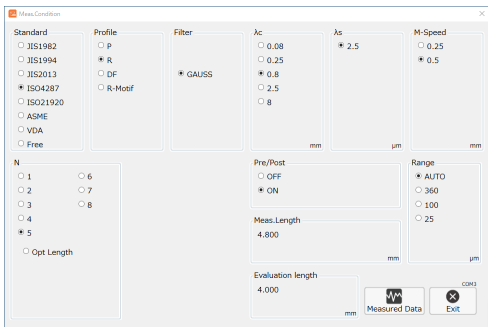 Meas.Condition
Standard
JIS1982
JIS1994
JIS2013
ISO4287
ISO21920
ASME
VDA
Free
Profile
P
R
DF
R-Motif
Filter
GAUSS
λc
0.08
0.25
0.8
2.5
8
mm
λs
2.5
μm
M-Speed
0.25
0.5
mm
N
1
2
3
4
5
6
7
8
Opt Length
Pre/Post
OFF
ON
Range
AUTO
360
100
25
μm
Meas.Length
4.800
mm
Evaluation length
4.000
mm
Measured Data
COM3
Exit